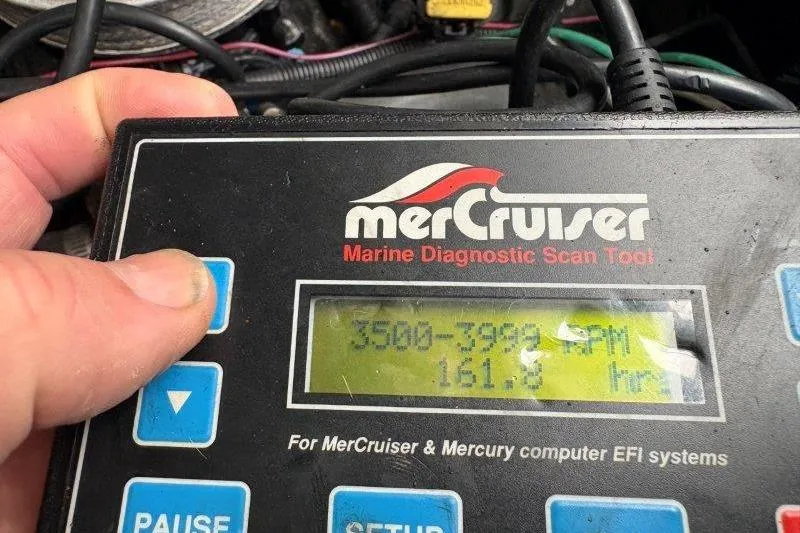 merCruiser
Marine Diagnostic Scan Tool
3500-3999 RPM
161.8 hrs
For MerCruiser & Mercury computer EFI systems
PAUSE
SETUP